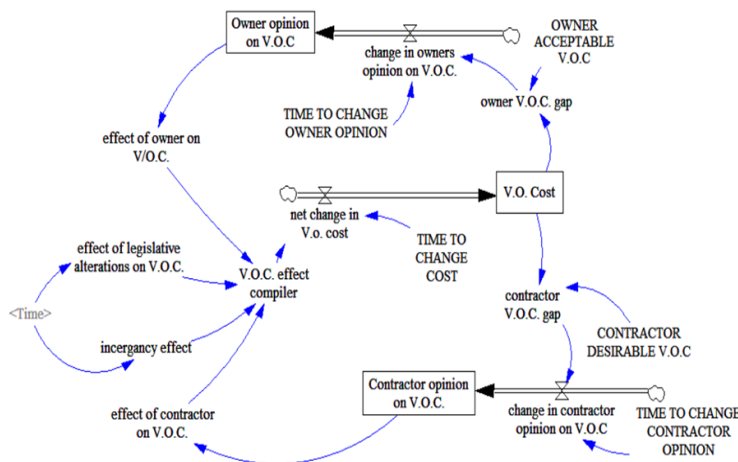 Owner opinion
on V.O.C
change in owners
opinion on V.O.C.
OWNER
ACCEPTABLE
V.O.C
TIME TO CHANGE
OWNER OPINION
owner V.O.C. gap
effect of owner on
V/O.C.
net change in
V.o. cost
V.O. Cost
TIME TO
CHANGE
COST
effect of legislative
alterations on V.O.C.
V.O.C. effect
compiler
<Time>
incergancy effect
contractor
V.O.C. gap
CONTRACTOR
DESIRABLE V.O.C
Contractor opinion
on V.O.C.
effect of contractor
on V.O.C.
change in contractor
opinion on V.O.C
TIME TO CHANGE
CONTRACTOR
OPINION